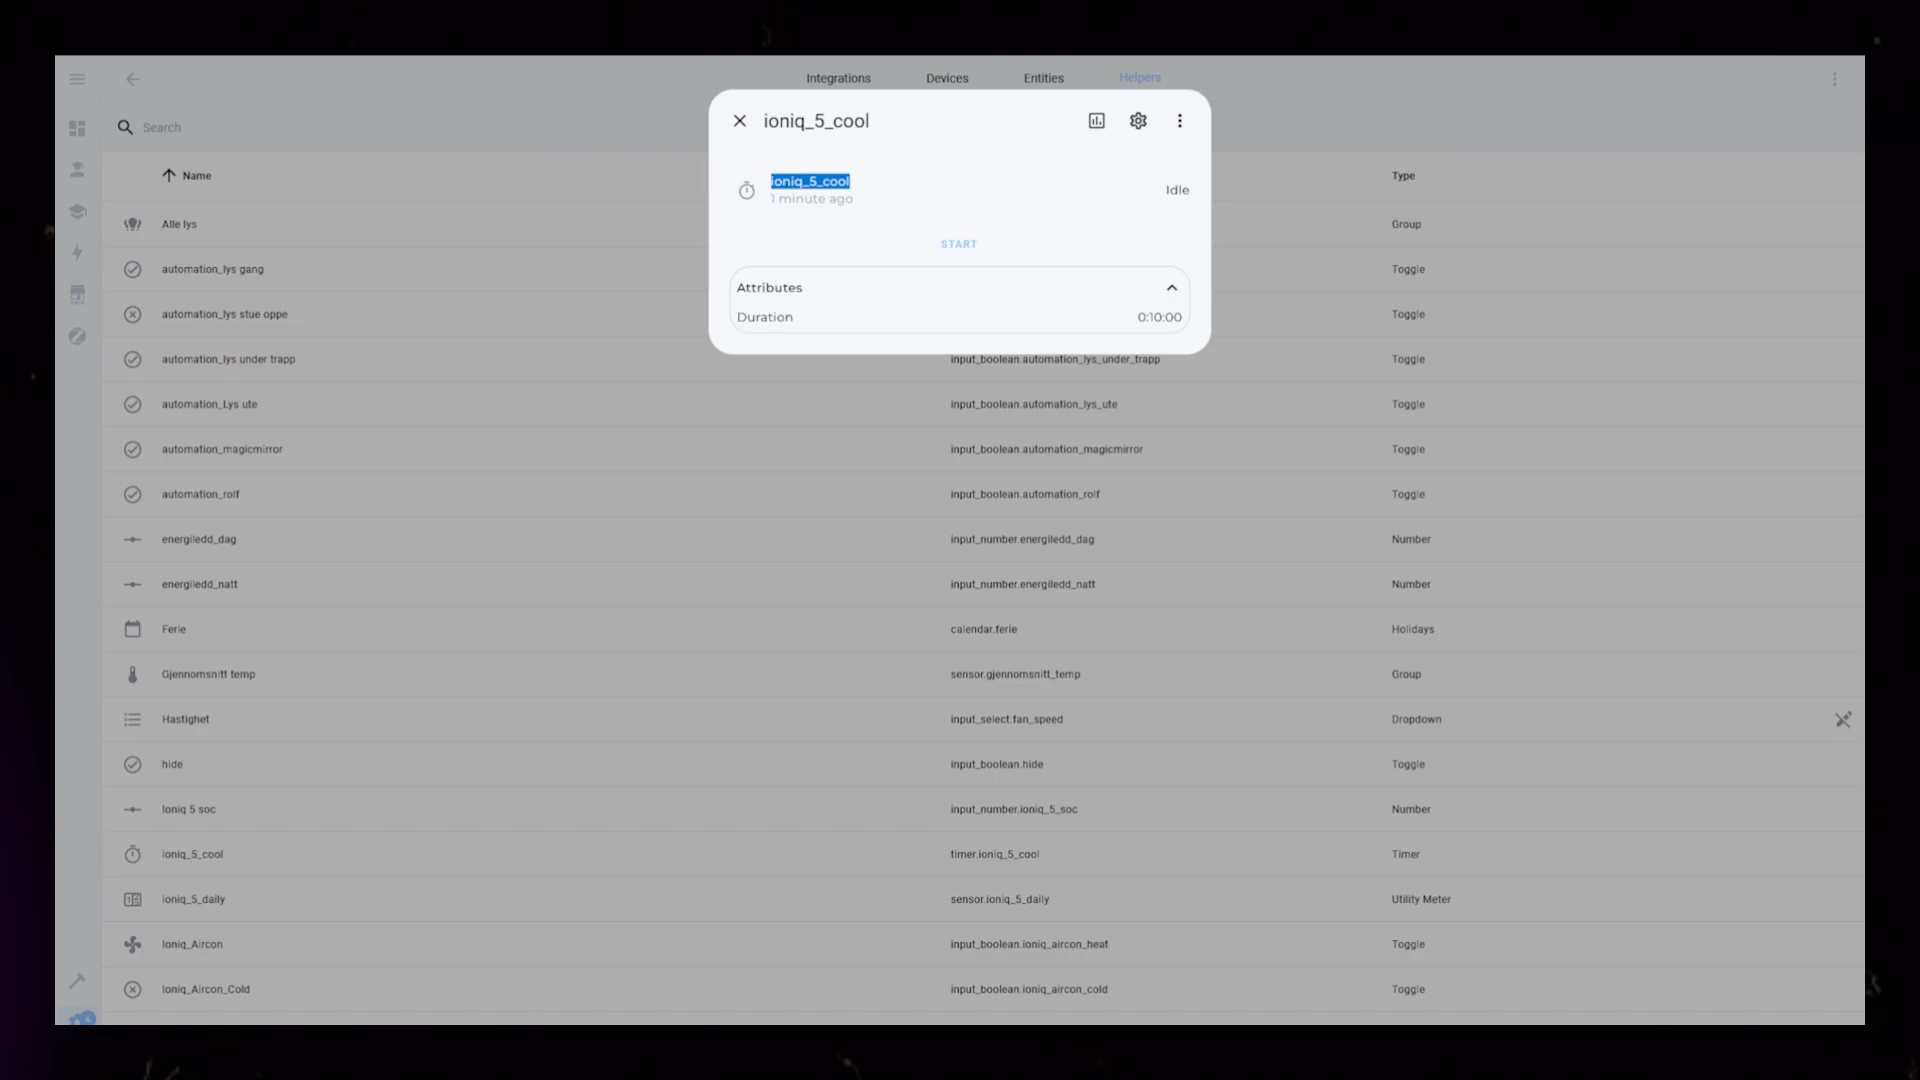 Integrations Devices Entities Helpers
Search
ioniq_5_cool
ioniq_5_cool
1 minute ago
Idle
START
Attributes
Duration 0:10:00
Name Type
Alle lys Group
automation_lys gang Toggle
automation_lys stue oppe Toggle
automation_lys under trapp input_boolean.automation_lys_under_trapp Toggle
automation_Lys ute input_boolean.automation_lys_ute Toggle
automation_magicmirror input_boolean.automation_magicmirror Toggle
automation_rolf input_boolean.automation_rolf Toggle
energiledd_dag input_number.energiledd_dag Number
energiledd_natt input_number.energiledd_natt Number
Ferie calendar.ferie Holidays
Gjennomsnitt temp sensor.gjennomsnitt_temp Group
Hastighet input_select.fan_speed Dropdown
hide input_boolean.hide Toggle
Ioniq 5 soc input_number.ioniq_5_soc Number
ioniq_5_cool timer.ioniq_5_cool Timer
ioniq_5_daily sensor.ioniq_5_daily Utility Meter
Ioniq_Aircon input_boolean.ioniq_aircon_heat Toggle
Ioniq_Aircon_Cold input_boolean.ioniq_aircon_cold Toggle